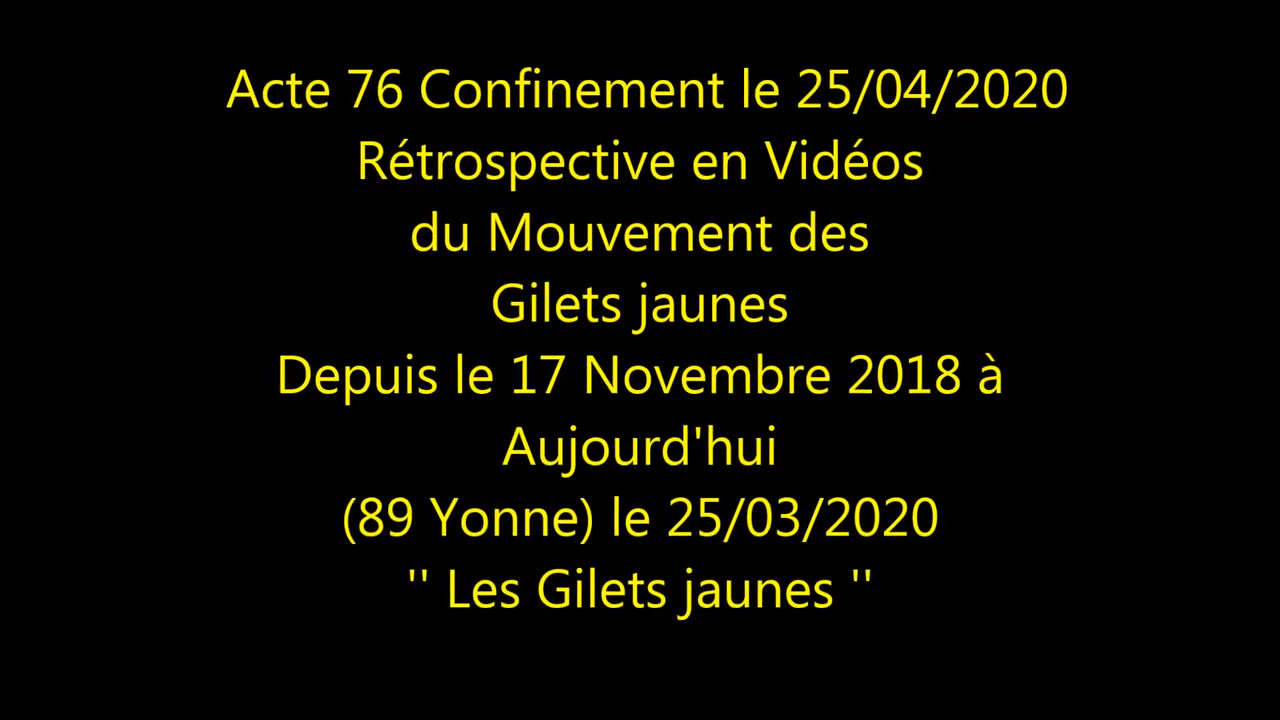 Acte 76 Confinement le 25/04/2020
Rétrospective en Vidéos
du Mouvement des
Gilets jaunes
Depuis le 17 Novembre 2018 à
Aujourd'hui
(89 Yonne) le 25/03/2020
'' Les Gilets jaunes ''